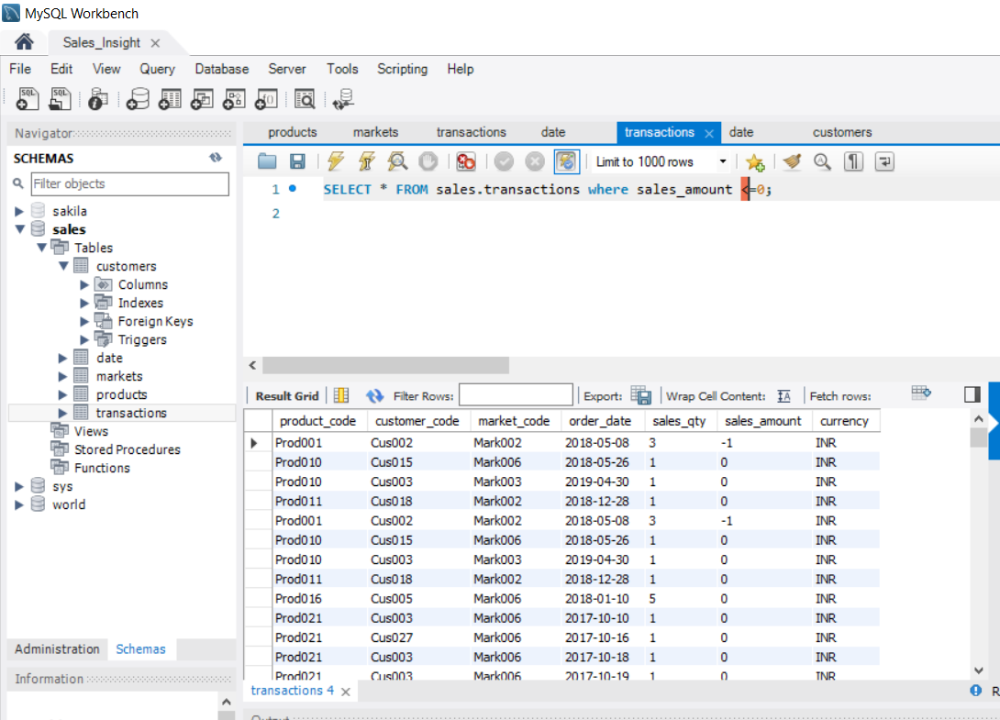 MySQL Workbench
Sales_Insight
File Edit View Query Database Server Tools Scripting Help
Navigator
SCHEMAS
Filter objects
sakila
sales
Tables
customers
Columns
Indexes
Foreign Keys
Triggers
date
markets
products
transactions
Views
Stored Procedures
Functions
sys
world
Administration Schemas
Information
products markets transactions date transactions date customers
Limit to 1000 rows
1 SELECT * FROM sales.transactions where sales_amount <=0;
2
Result Grid Filter Rows: Export: Wrap Cell Content: Fetch rows:
product_code customer_code market_code order_date sales_qty sales_amount currency
Prod001 Cus002 Mark002 2018-05-08 3 -1 INR
Prod010 Cus015 Mark006 2018-05-26 1 0 INR
Prod010 Cus003 Mark003 2019-04-30 1 0 INR
Prod011 Cus018 Mark002 2018-12-28 1 0 INR
Prod001 Cus002 Mark002 2018-05-08 3 -1 INR
Prod010 Cus015 Mark006 2018-05-26 1 0 INR
Prod010 Cus003 Mark003 2019-04-30 1 0 INR
Prod011 Cus018 Mark002 2018-12-28 1 0 INR
Prod016 Cus005 Mark006 2018-01-10 5 0 INR
Prod021 Cus003 Mark006 2017-10-10 1 0 INR
Prod021 Cus027 Mark006 2017-10-16 1 0 INR
Prod021 Cus003 Mark006 2017-10-18 1 0 INR
Prod021 Cus003 Mark006 2017-10-19 1 0 INR
transactions 4
R
Output